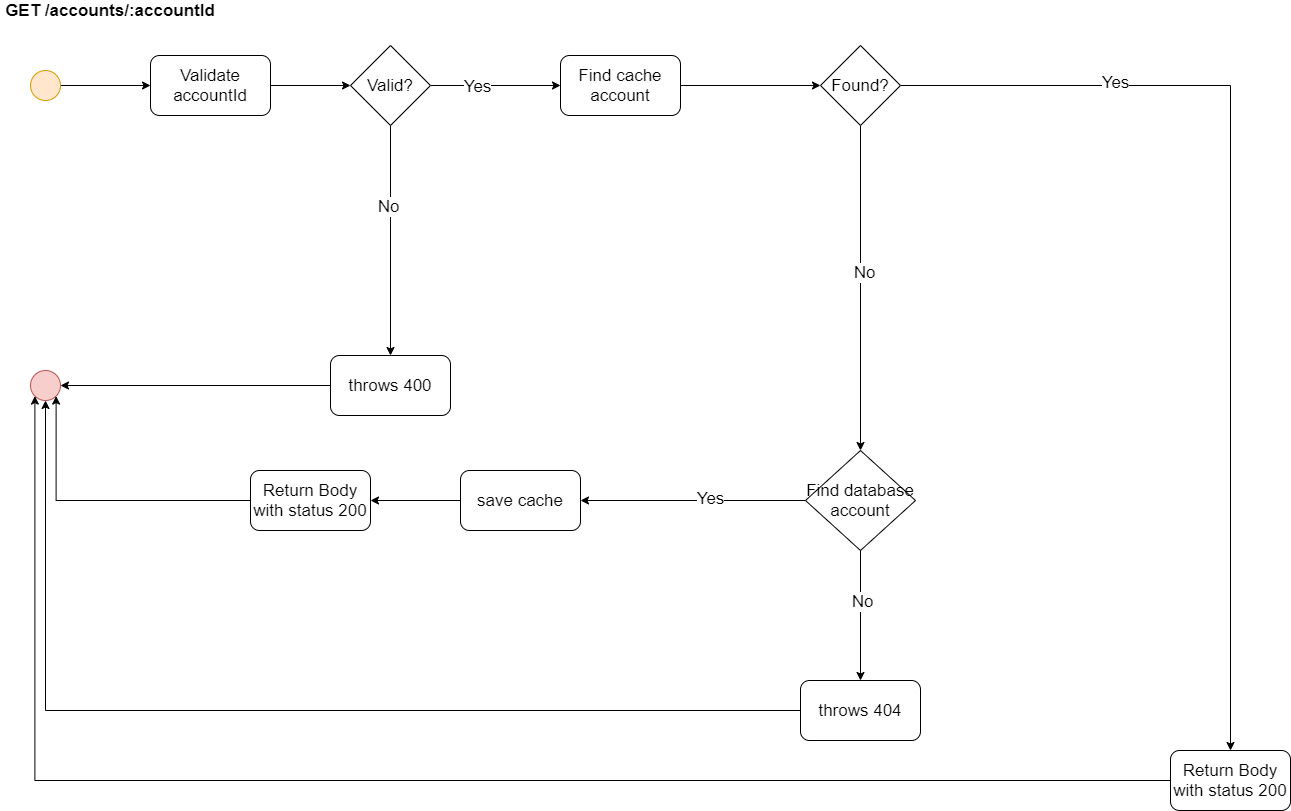 GET /accounts/:accountId
Validate
accountId
Valid?
Yes
Find cache
account
Found?
Yes
No
No
throws 400
Return Body
with status 200
save cache
Yes
Find database
account
No
throws 404
Return Body
with status 200